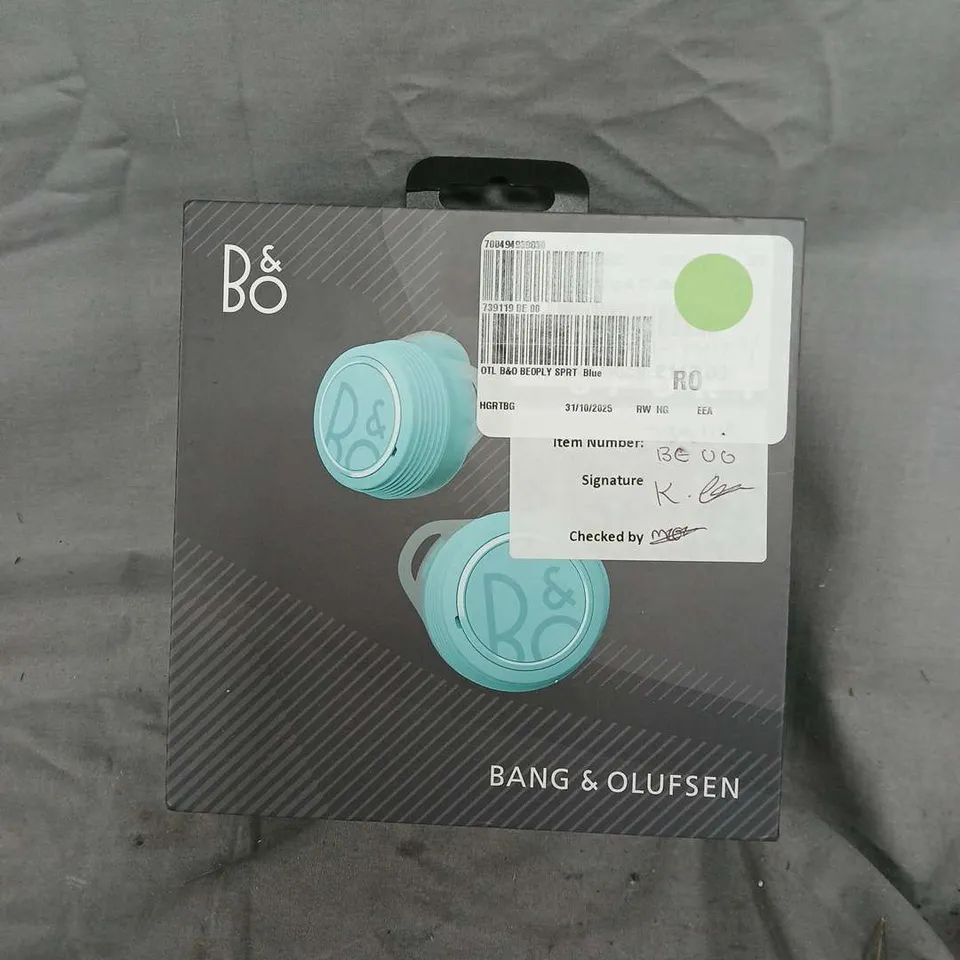 B&O
739119 BE 06
OTL B&O BEOPLY SPRT Blue
RO
HGRTBG 31/10/2025 RW HG EEA
Item Number: BE 06
Signature K.
Checked by
B&O
B&O
BANG & OLUFSEN